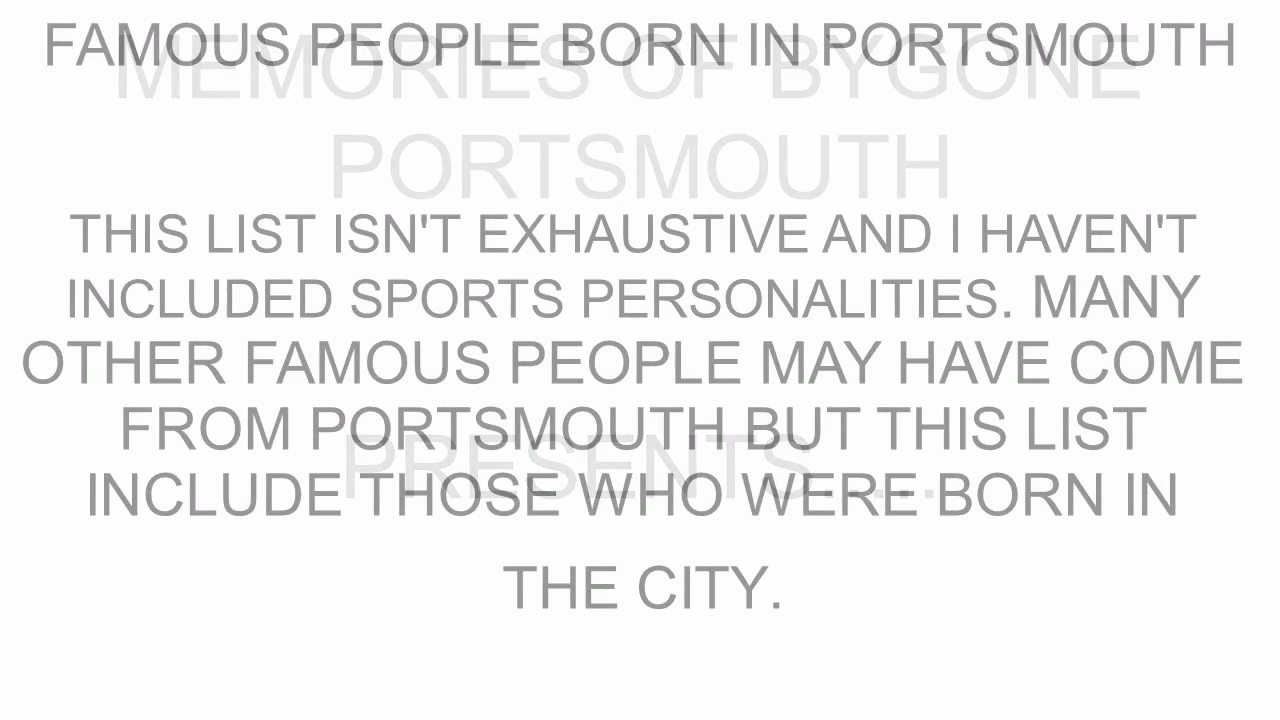 FAMOUS PEOPLE BORN IN PORTSMOUTH
MEMORIES OF BYGONE
PORTSMOUTH
THIS LIST ISN'T EXHAUSTIVE AND I HAVEN'T
INCLUDED SPORTS PERSONALITIES. MANY
OTHER FAMOUS PEOPLE MAY HAVE COME
FROM PORTSMOUTH BUT THIS LIST
PRESENTS......
INCLUDE THOSE WHO WERE BORN IN
THE CITY.